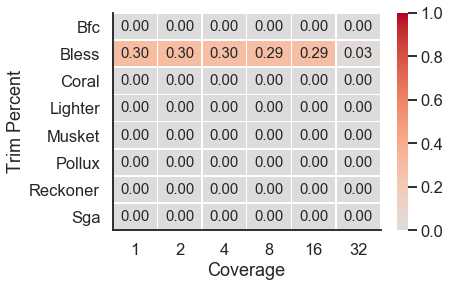 Trim Percent
Bfc 0.00 0.00 0.00 0.00 0.00 0.00
Bless 0.30 0.30 0.30 0.29 0.29 0.03
Coral 0.00 0.00 0.00 0.00 0.00 0.00
Lighter 0.00 0.00 0.00 0.00 0.00 0.00
Musket 0.00 0.00 0.00 0.00 0.00 0.00
Pollux 0.00 0.00 0.00 0.00 0.00 0.00
Reckoner 0.00 0.00 0.00 0.00 0.00 0.00
Sga 0.00 0.00 0.00 0.00 0.00 0.00
1 2 4 8 16 32
Coverage
1.0
0.8
0.6
0.4
0.2
0.0